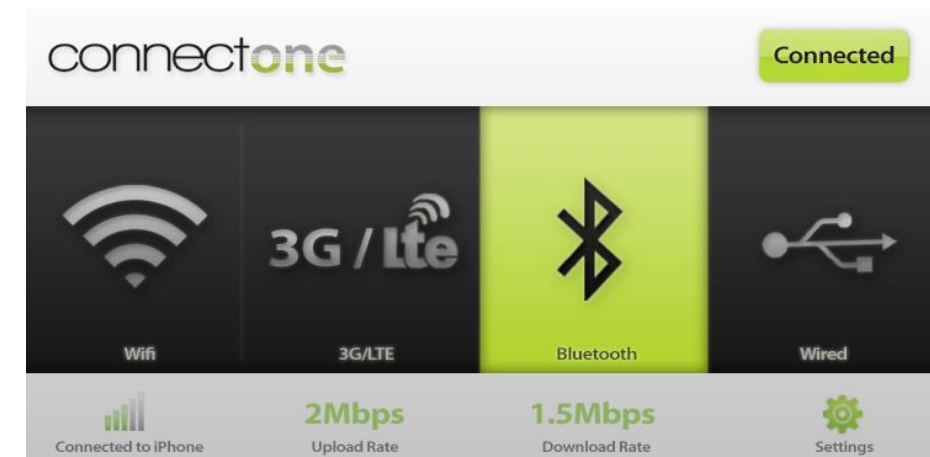 connectone
Connected
3G/Lte
Wifi
3G/LTE
Bluetooth
Wired
2Mbps
1.5Mbps
Connected to iPhone
Upload Rate
Download Rate
Settings